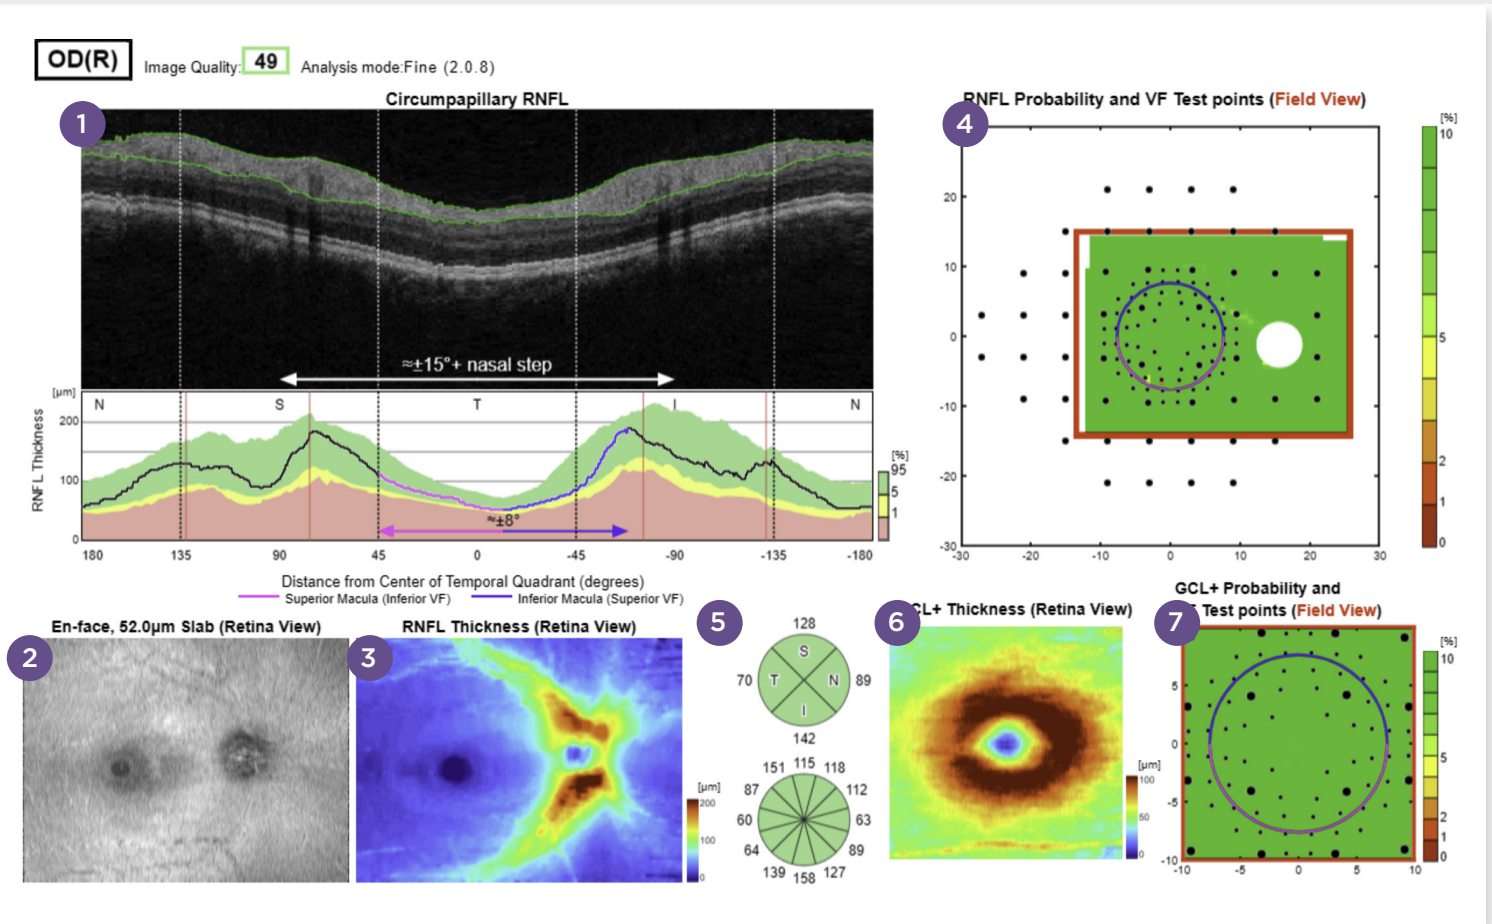 OD(R) Image Quality: 49 Analysis mode:Fine (2.0.8)
1
Circumpapillary RNFL
≈±15°+ nasal step
[µm]
N S T I N
200
100
0
RNFL Thickness
≈±8°
[%]
95
5
1
180 135 90 45 0 -45 -90 -135 -180
Distance from Center of Temporal Quadrant (degrees)
Superior Macula (Inferior VF) Inferior Macula (Superior VF)
4
RNFL Probability and VF Test points (Field View)
20
10
0
-10
-20
-30
-30 -20 -10 0 10 20 30
[%]
10
5
2
1
0
2
En-face, 52.0µm Slab (Retina View)
3
RNFL Thickness (Retina View)
[µm]
200
100
0
5
128
S
70 T N 89
I
142
151 115 118
87 112
60 63
64 89
139 158 127
6
CL+ Thickness (Retina View)
[µm]
100
50
0
7
GCL+ Probability and
Test points (Field View)
5
0
-5
-10
-10 -5 0 5 10
[%]
10
5
2
1
0